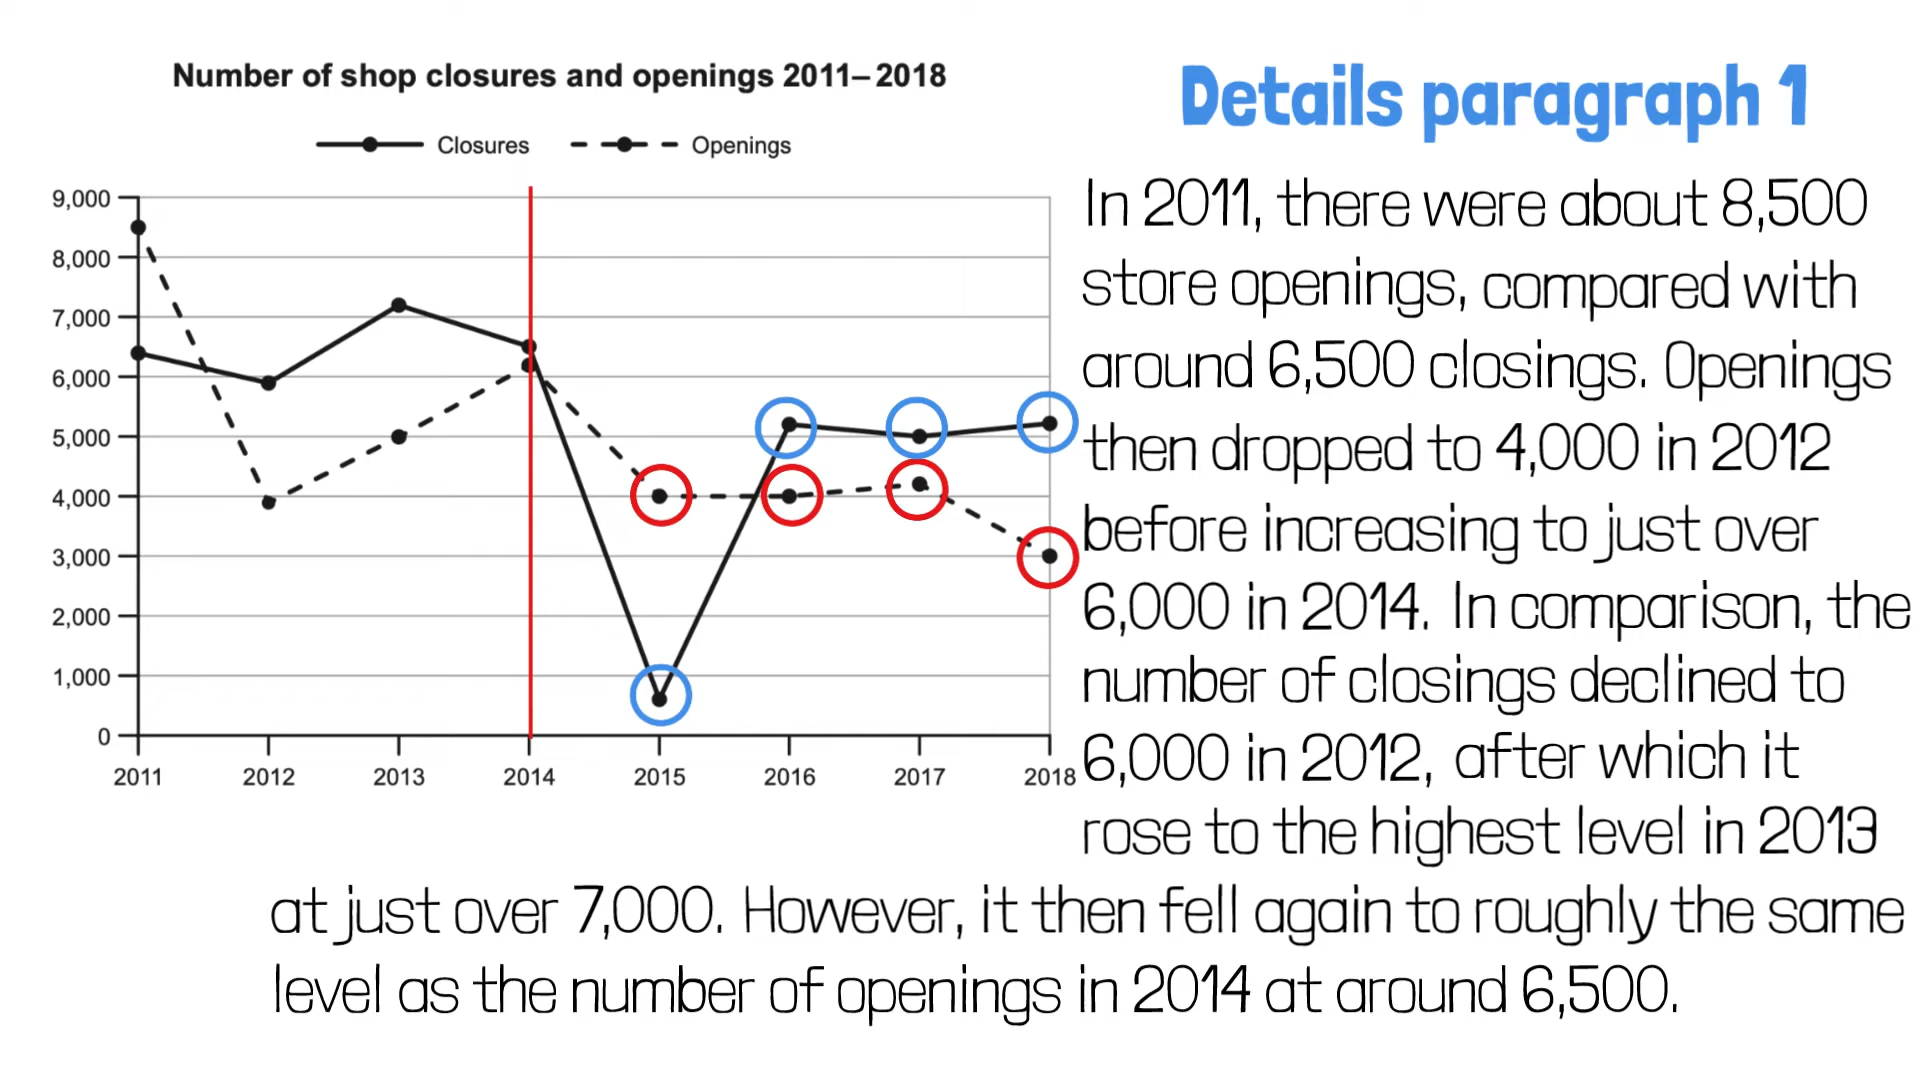 Number of shop closures and openings 2011–2018
Closures Openings
9,000
8,000
7,000
6,000
5,000
4,000
3,000
2,000
1,000
0
2011 2012 2013 2014 2015 2016 2017 2018
Details paragraph 1
In 2011, there were about 8,500
store openings, compared with
around 6,500 closings. Openings
then dropped to 4,000 in 2012
before increasing to just over
6,000 in 2014. In comparison, the
number of closings declined to
6,000 in 2012, after which it
rose to the highest level in 2013
at just over 7,000. However, it then fell again to roughly the same
level as the number of openings in 2014 at around 6,500.